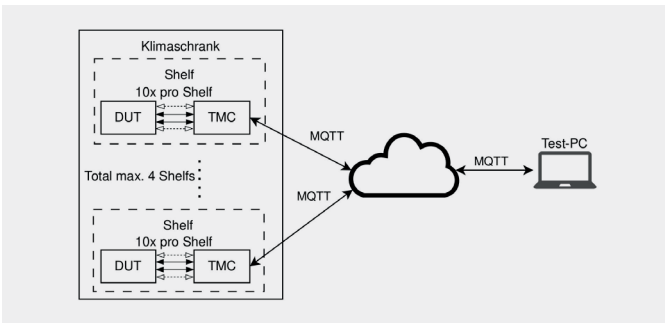 Klimaschrank
Shelf
10x pro Shelf
DUT
TMC
MQTT
Test-PC
MQTT
Total max. 4 Shelfs
MQTT
Shelf
10x pro Shelf
DUT
TMC